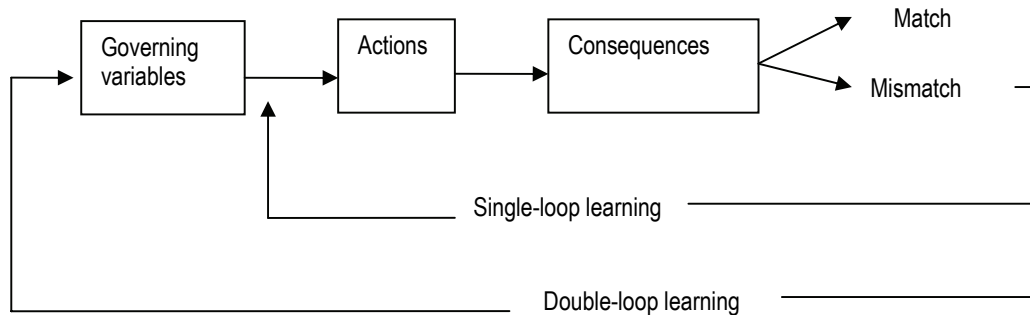 Governing
variables
Actions
Consequences
Match
Mismatch
Single-loop learning
Double-loop learning